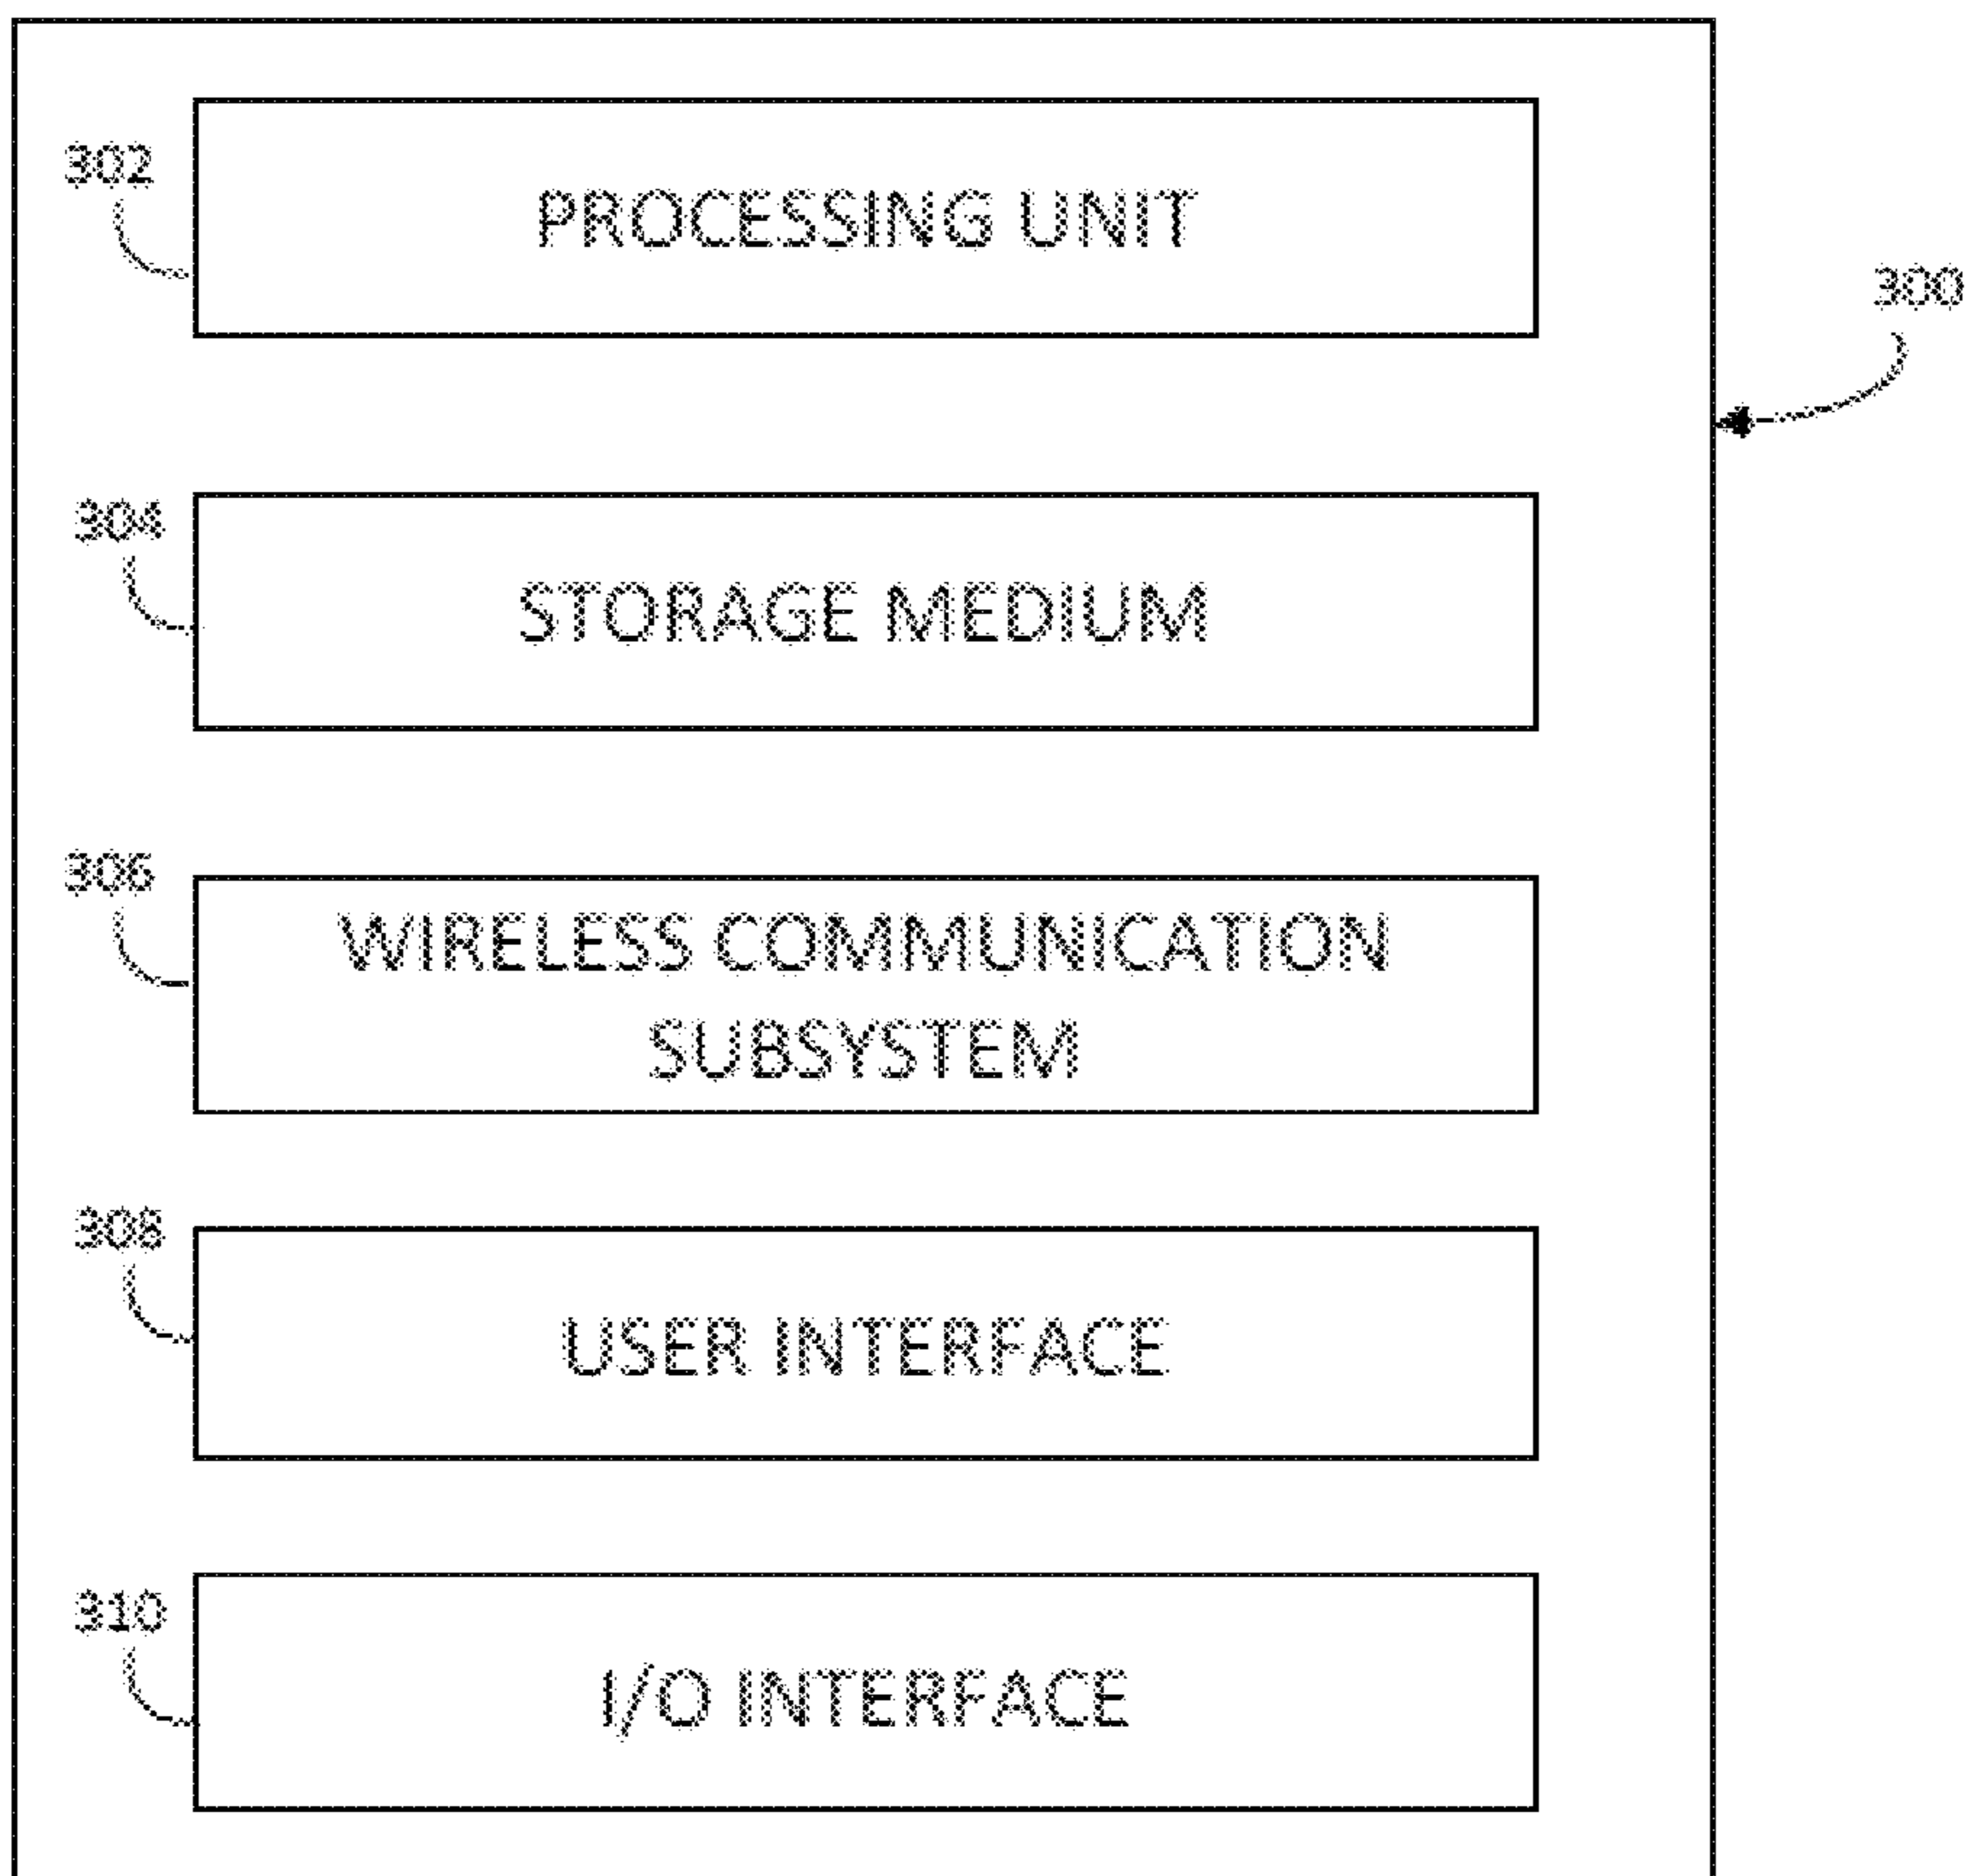 302
PROCESSING UNIT
300
304
STORAGE MEDIUM
306
WIRELESS COMMUNICATION
SUBSYSTEM
308
USER INTERFACE
310
I/O INTERFACE